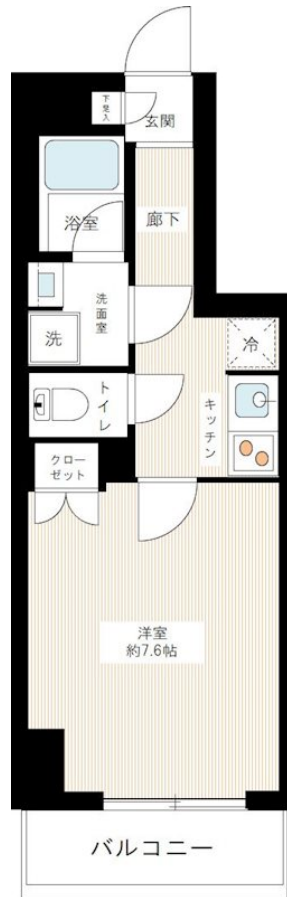 下足入
玄関
浴室
廊下
洗面室
洗
冷
トイレ
キッチン
クロー
ゼット
洋室
約7.6帖
バルコニー